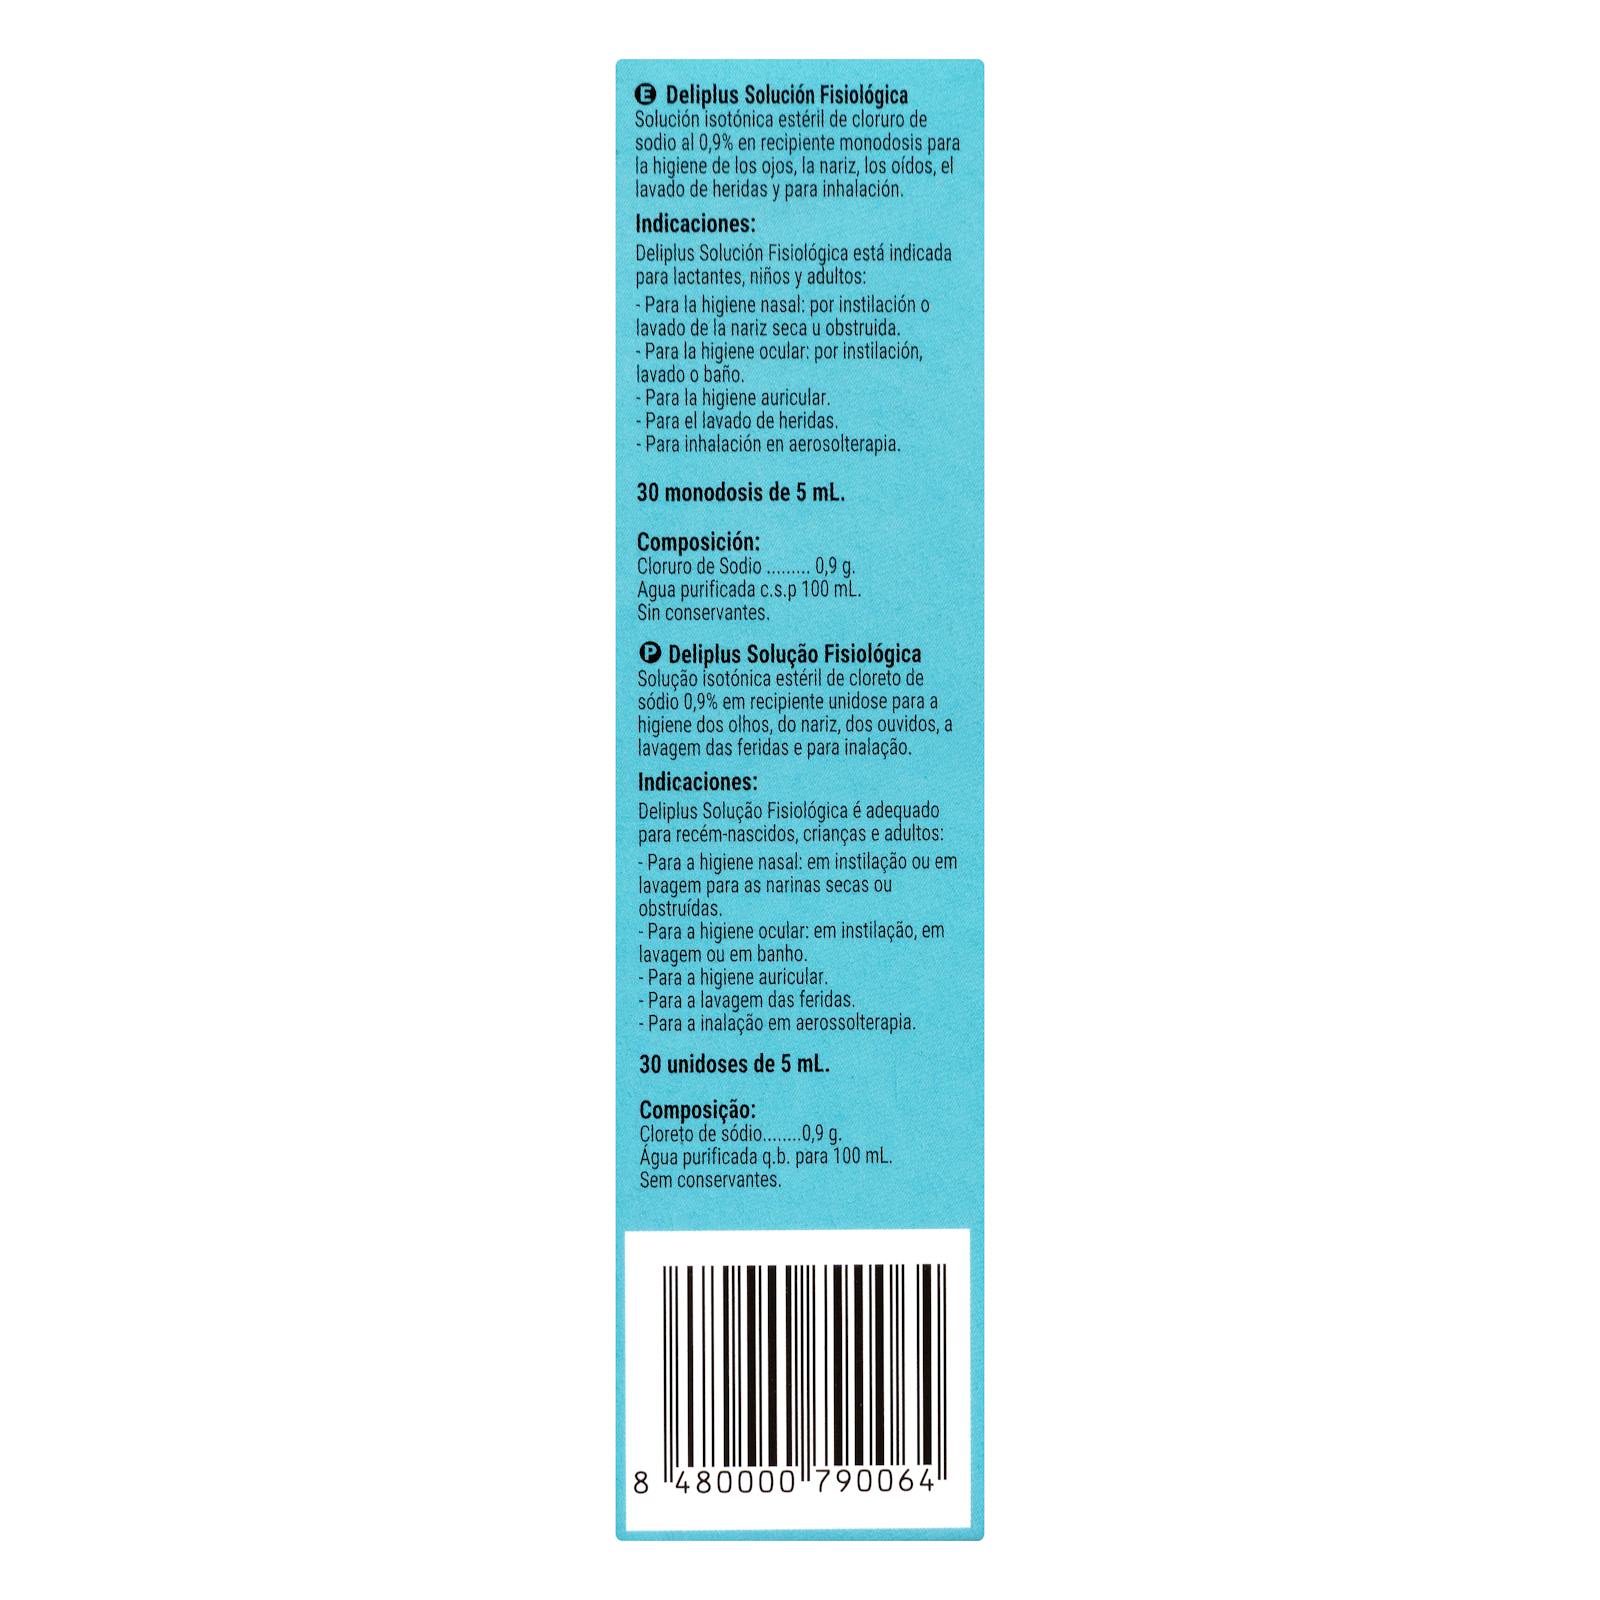 E Deliplus Solución Fisiológica
Solución isotónica estéril de cloruro de
sodio al 0,9% en recipiente monodosis para
la higiene de los ojos, la nariz, los oídos, el
lavado de heridas y para inhalación.
Indicaciones:
Deliplus Solución Fisiológica está indicada
para lactantes, niños y adultos:
- Para la higiene nasal: por instilación o
lavado de la nariz seca u obstruida.
- Para la higiene ocular: por instilación,
lavado o baño.
- Para la higiene auricular.
- Para el lavado de heridas.
- Para inhalación en aerosolterapia.
30 monodosis de 5 mL.
Composición:
Cloruro de Sodio ......... 0,9 g.
Agua purificada c.s.p 100 mL.
Sin conservantes.
P Deliplus Solução Fisiológica
Solução isotónica estéril de cloreto de
sódio 0,9% em recipiente unidose para a
higiene dos olhos, do nariz, dos ouvidos, a
lavagem das feridas e para inalação.
Indicaciones:
Deliplus Solução Fisiológica é adequado
para recém-nascidos, crianças e adultos:
- Para a higiene nasal: em instilação ou em
lavagem para as narinas secas ou
obstruídas.
- Para a higiene ocular: em instilação, em
lavagem ou em banho.
- Para a higiene auricular.
- Para a lavagem das feridas.
- Para a inalação em aerossolterapia.
30 unidoses de 5 mL.
Composição:
Cloreto de sódio........0,9 g.
Água purificada q.b. para 100 mL.
Sem conservantes.
8 480000 790064